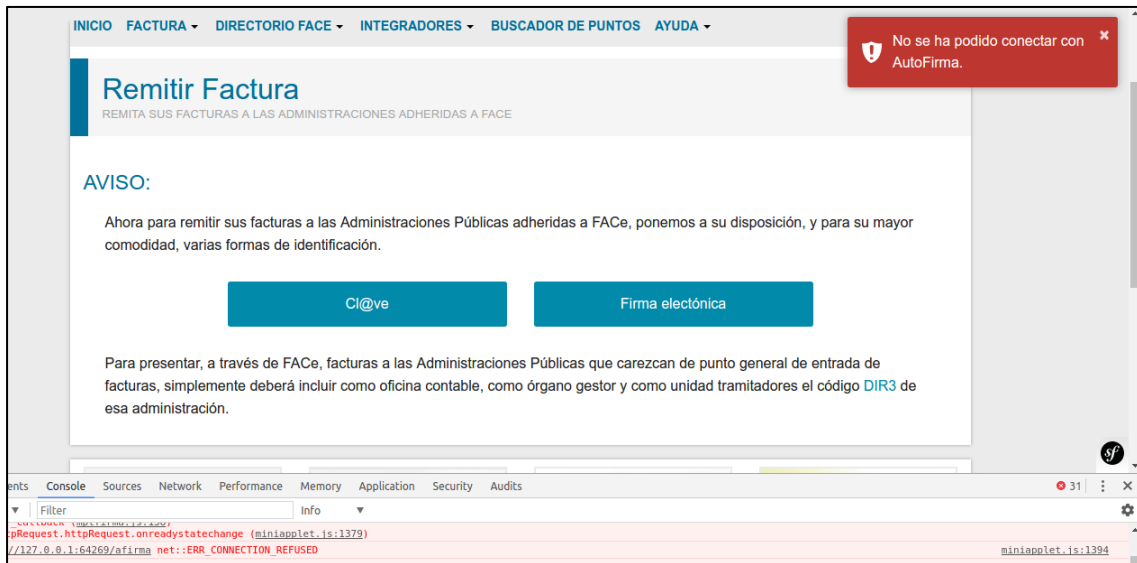 INICIO FACTURA DIRECTORIO FACE INTEGRADORES BUSCADOR DE PUNTOS AYUDA
No se ha podido conectar con
AutoFirma.
×
Remitir Factura
REMITA SUS FACTURAS A LAS ADMINISTRACIONES ADHERIDAS A FACE
AVISO:
Ahora para remitir sus facturas a las Administraciones Públicas adheridas a FACe, ponemos a su disposición, y para su mayor
comodidad, varias formas de identificación.
Cl@ve Firma electónica
Para presentar, a través de FACe, facturas a las Administraciones Públicas que carezcan de punto general de entrada de
facturas, simplemente deberá incluir como oficina contable, como órgano gestor y como unidad tramitadores el código DIR3 de
esa administración.
sf
ents Console Sources Network Performance Memory Application Security Audits 31
Filter Info
pRequest.httpRequest.onreadystatechange (miniapplet.js:1379)
//127.0.0.1:64269/afirma net::ERR_CONNECTION_REFUSED miniapplet.js:1394